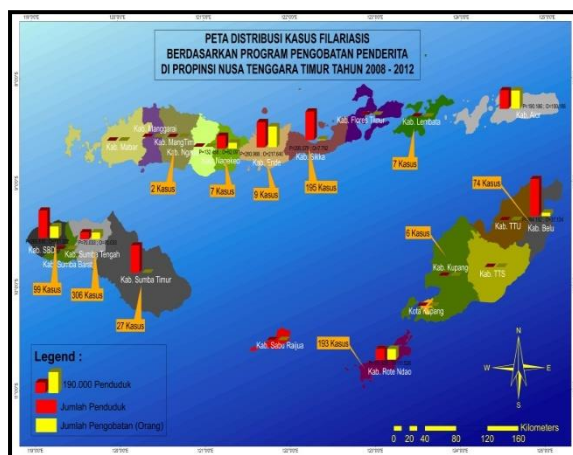 PETA DISTRIBUSI KASUS FILARIASIS
BERDASARKAN PROGRAM PENGOBATAN PENDERITA
DI PROPINSI NUSA TENGGARA TIMUR TAHUN 2008 - 2012
Kab. Flores Timur
Kab. Lembata
Kab. Alor
Kab. Manggarai
Kab. Mabar
Kab. MangTim
Kab. Nagekeo
Kab. Ende
Kab. Sikka
7 Kasus
2 Kasus
7 Kasus
9 Kasus
195 Kasus
74 Kasus
Kab. TTU
Kab. Belu
6 Kasus
Kab. SBD
Kab. Sumba Tengah
Kab. Sumba Barat
Kab. Sumba Timur
Kab. Kupang
Kab. TTS
99 Kasus
306 Kasus
27 Kasus
Kota Kupang
Kab. Sabu Raijua
193 Kasus
Kab. Rote Ndao
Legend :
190.000 Penduduk
Jumlah Penduduk
Jumlah Pengobatan (Orang)
N
W
E
S
Kilometers
0 20 40 80 120 160